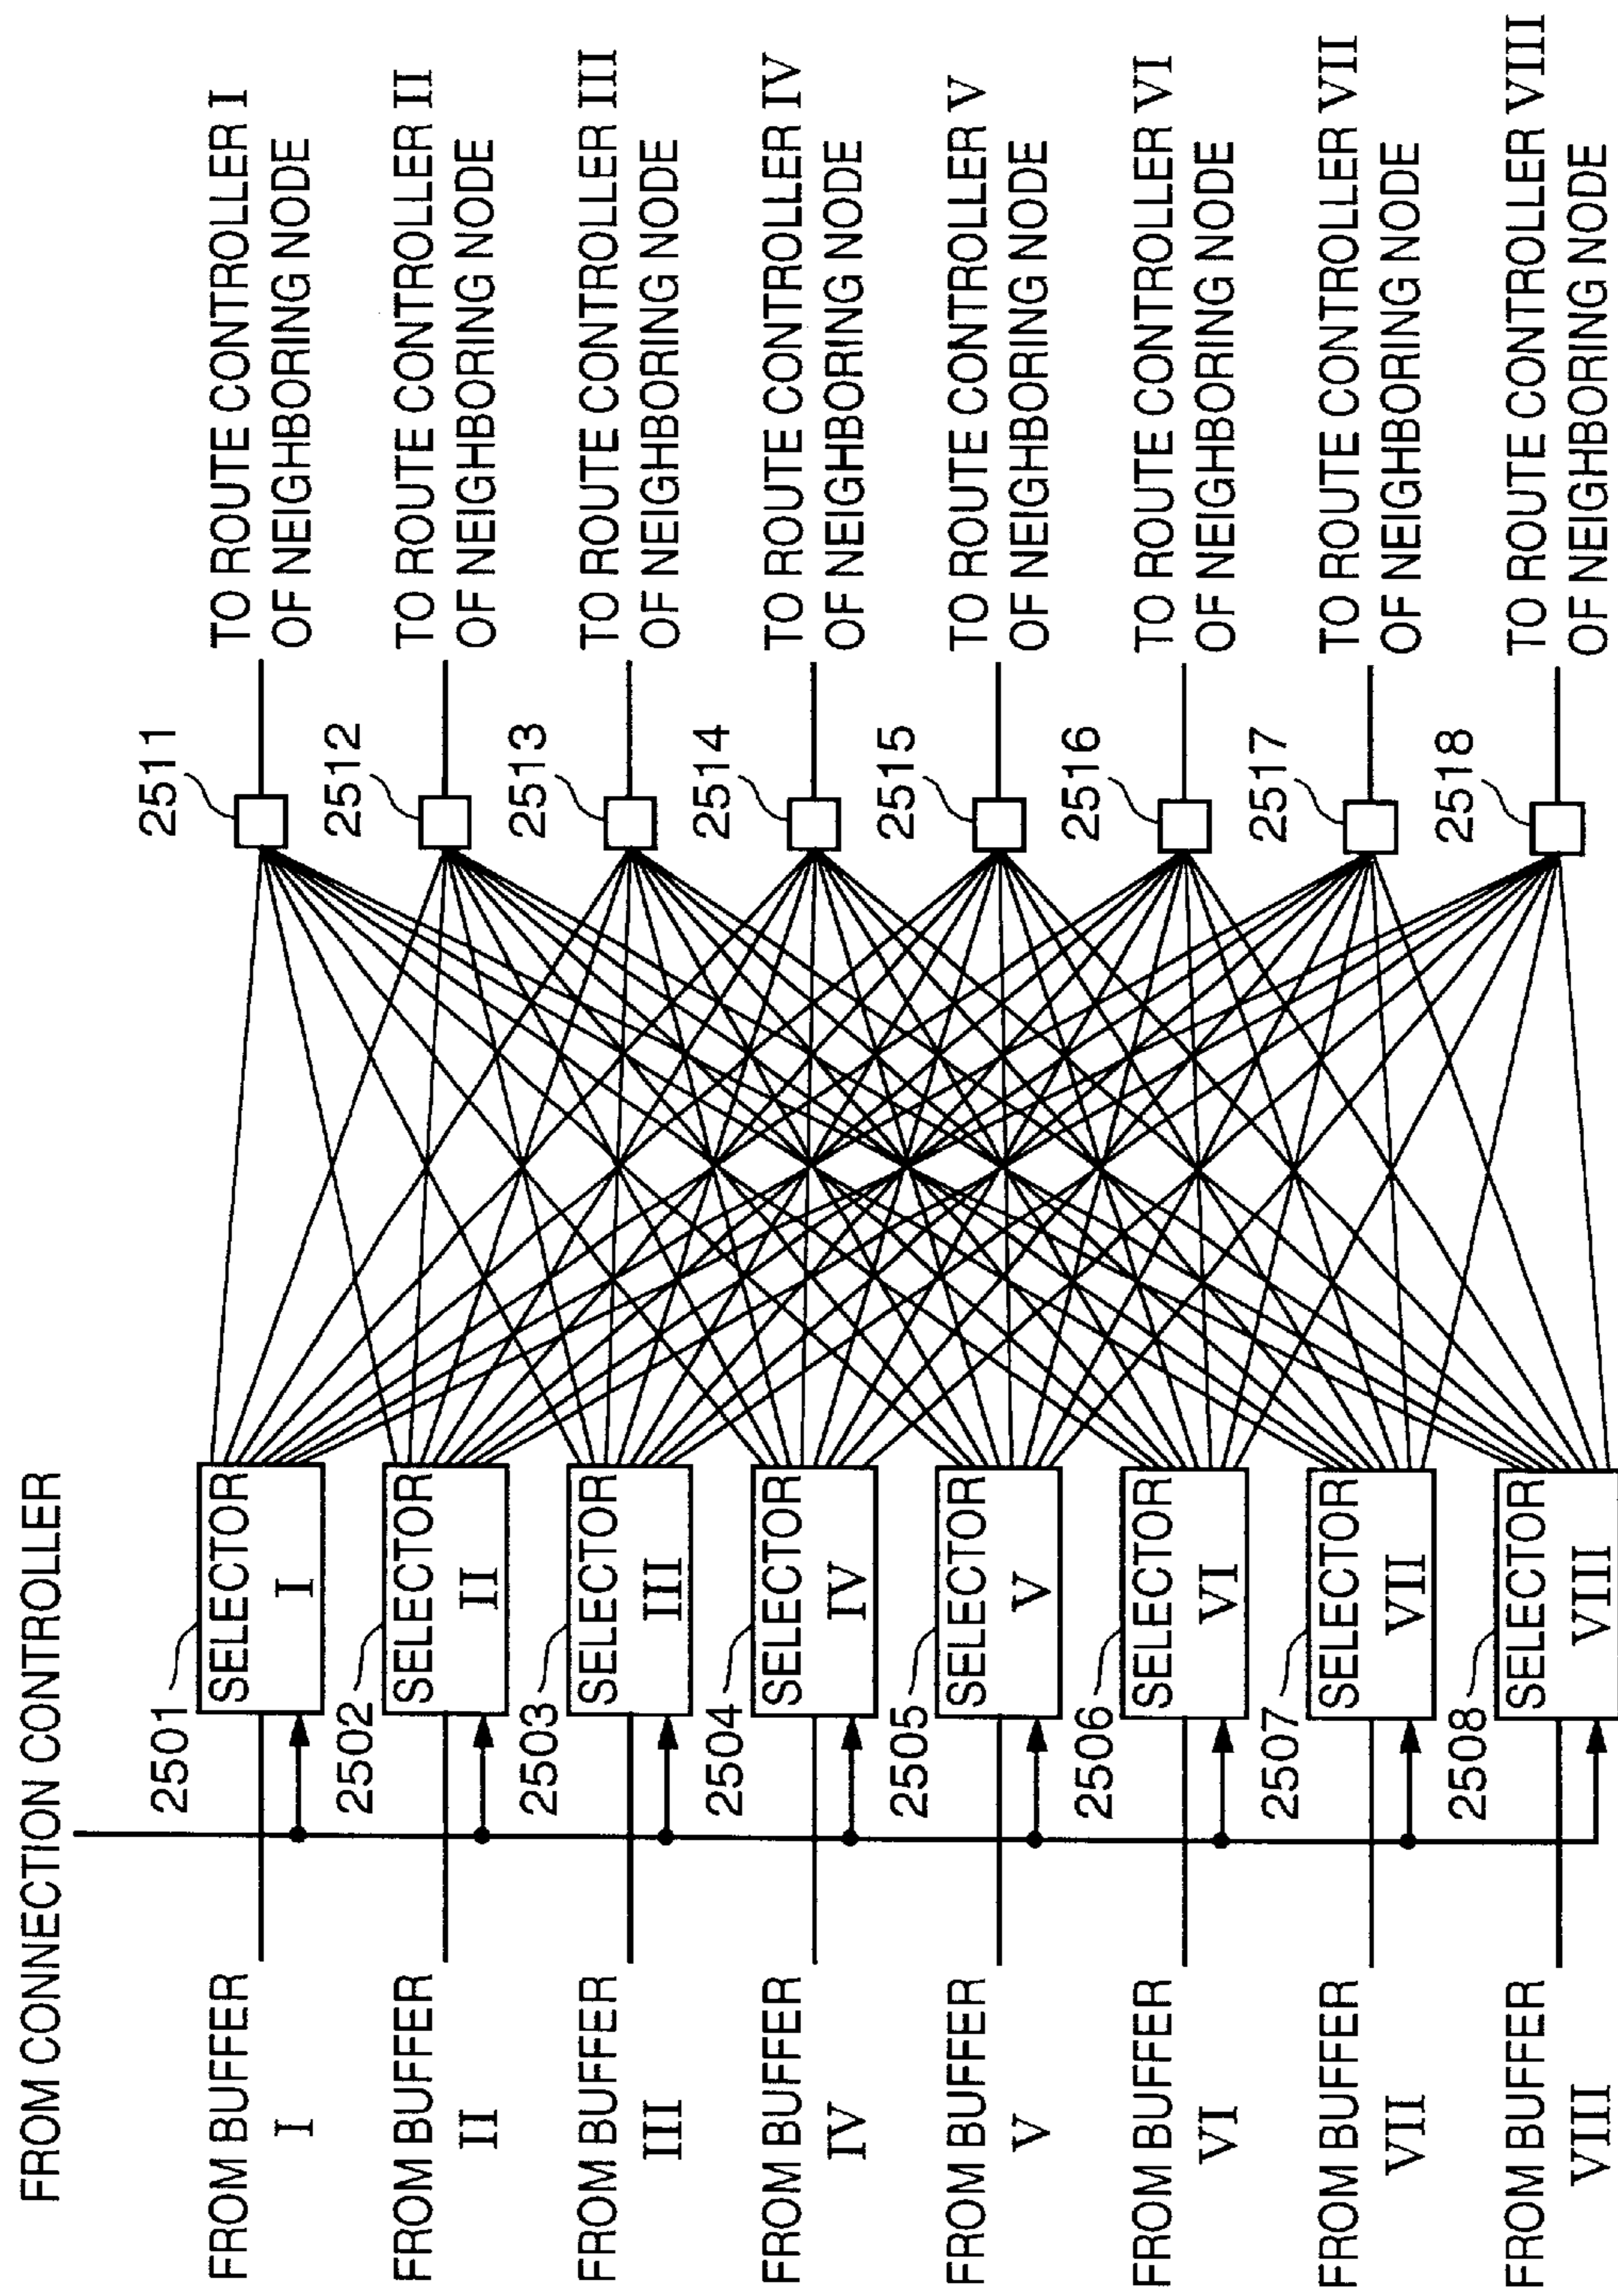 FROM CONNECTION CONTROLLER
FROM BUFFER
I
2501
SELECTOR
I
2511
TO ROUTE CONTROLLER I
OF NEIGHBORING NODE
FROM BUFFER
II
2502
SELECTOR
II
2512
TO ROUTE CONTROLLER II
OF NEIGHBORING NODE
FROM BUFFER
III
2503
SELECTOR
III
2513
TO ROUTE CONTROLLER III
OF NEIGHBORING NODE
FROM BUFFER
IV
2504
SELECTOR
IV
2514
TO ROUTE CONTROLLER IV
OF NEIGHBORING NODE
FROM BUFFER
V
2505
SELECTOR
V
2515
TO ROUTE CONTROLLER V
OF NEIGHBORING NODE
FROM BUFFER
VI
2506
SELECTOR
VI
2516
TO ROUTE CONTROLLER VI
OF NEIGHBORING NODE
FROM BUFFER
VII
2507
SELECTOR
VII
2517
TO ROUTE CONTROLLER VII
OF NEIGHBORING NODE
FROM BUFFER
VIII
2508
SELECTOR
VIII
2518
TO ROUTE CONTROLLER VIII
OF NEIGHBORING NODE